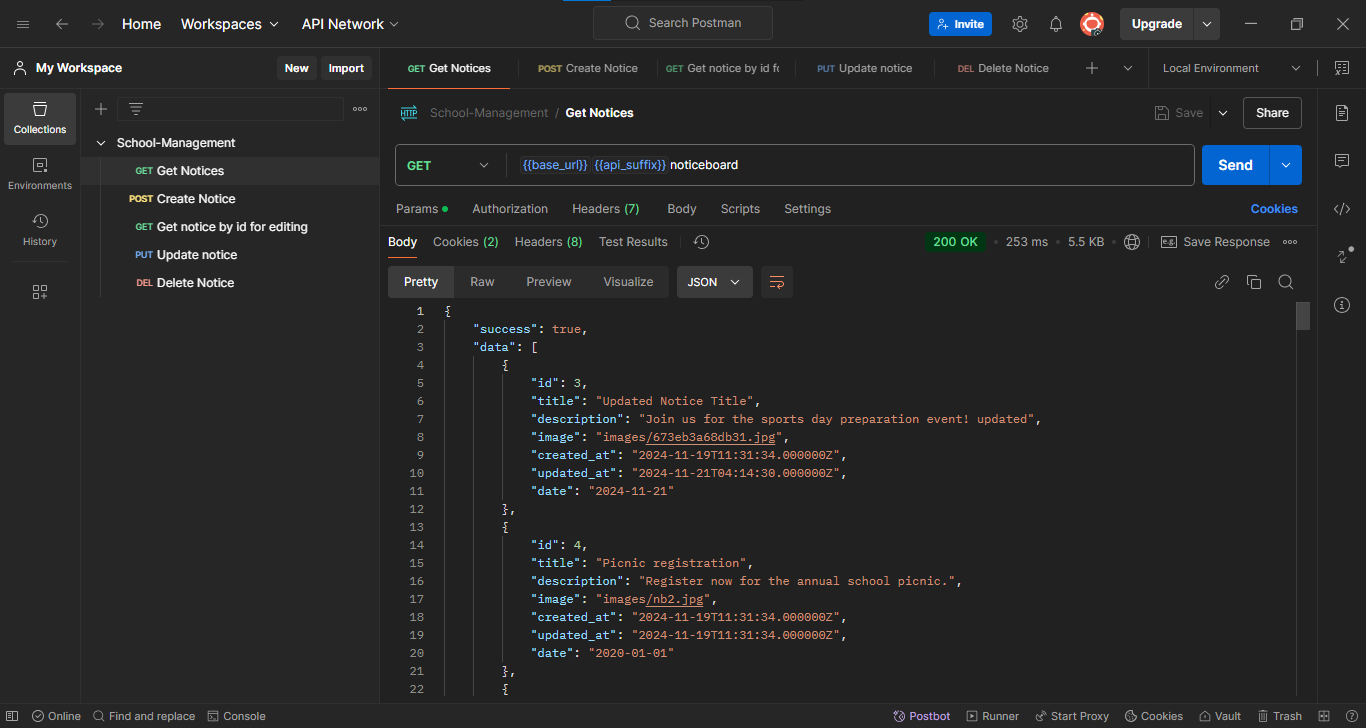 Home Workspaces API Network Search Postman Invite Upgrade
My Workspace New Import
GET Get Notices POST Create Notice GET Get notice by id fo PUT Update notice DEL Delete Notice Local Environment
Collections
Environments
History
School-Management
GET Get Notices
POST Create Notice
GET Get notice by id for editing
PUT Update notice
DEL Delete Notice
HTTP School-Management / Get Notices Save Share
GET {{base_url}} {{api_suffix}} noticeboard Send
Params Authorization Headers (7) Body Scripts Settings Cookies
Body Cookies (2) Headers (8) Test Results 200 OK 253 ms 5.5 KB e.g. Save Response
Pretty Raw Preview Visualize JSON
1 {
2 "success": true,
3 "data": [
4 {
5 "id": 3,
6 "title": "Updated Notice Title",
7 "description": "Join us for the sports day preparation event! updated",
8 "image": "images/673eb3a68db31.jpg",
9 "created_at": "2024-11-19T11:31:34.000000Z",
10 "updated_at": "2024-11-21T04:14:30.000000Z",
11 "date": "2024-11-21"
12 },
13 {
14 "id": 4,
15 "title": "Picnic registration",
16 "description": "Register now for the annual school picnic.",
17 "image": "images/nb2.jpg",
18 "created_at": "2024-11-19T11:31:34.000000Z",
19 "updated_at": "2024-11-19T11:31:34.000000Z",
20 "date": "2020-01-01"
21 },
22 {
Online Find and replace Console Postbot Runner Start Proxy Cookies Vault Trash